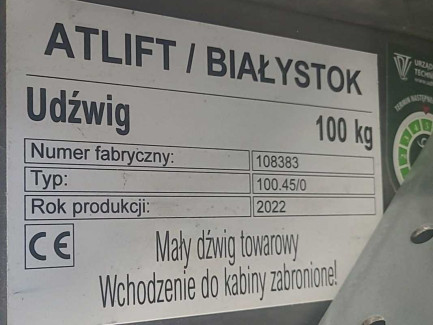 ATLIFT / BIAŁYSTOK
Udźwig 100 kg
Numer fabryczny: 108383
Typ: 100.45/0
Rok produkcji: 2022
CE Mały dźwig towarowy
Wchodzenie do kabiny zabronione!
URZĄD